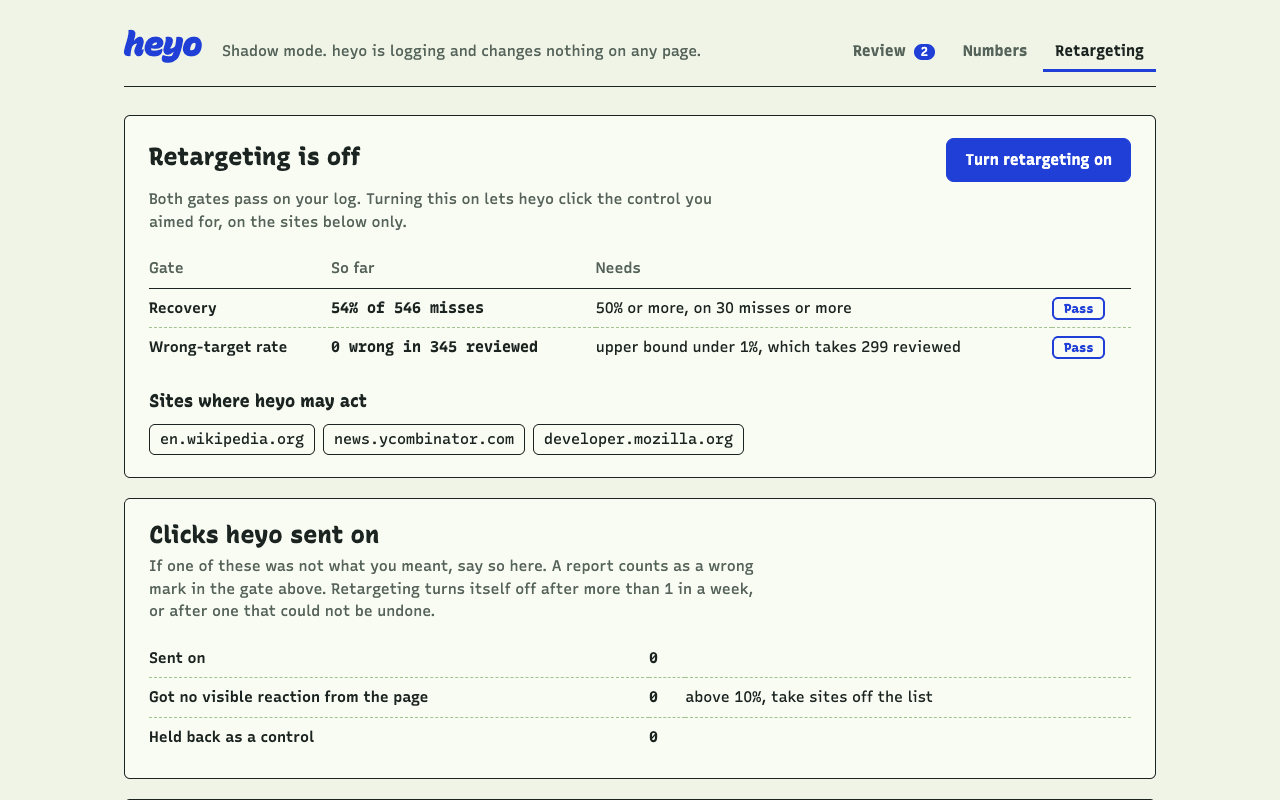 heyo
Shadow mode. heyo is logging and changes nothing on any page.
Review 2
Numbers
Retargeting
Retargeting is off
Turn retargeting on
Both gates pass on your log. Turning this on lets heyo click the control you
aimed for, on the sites below only.
Gate So far Needs
Recovery 54% of 546 misses 50% or more, on 30 misses or more Pass
Wrong-target rate 0 wrong in 345 reviewed upper bound under 1%, which takes 299 reviewed Pass
Sites where heyo may act
en.wikipedia.org news.ycombinator.com developer.mozilla.org
Clicks heyo sent on
If one of these was not what you meant, say so here. A report counts as a wrong
mark in the gate above. Retargeting turns itself off after more than 1 in a week,
or after one that could not be undone.
Sent on 0
Got no visible reaction from the page 0 above 10%, take sites off the list
Held back as a control 0